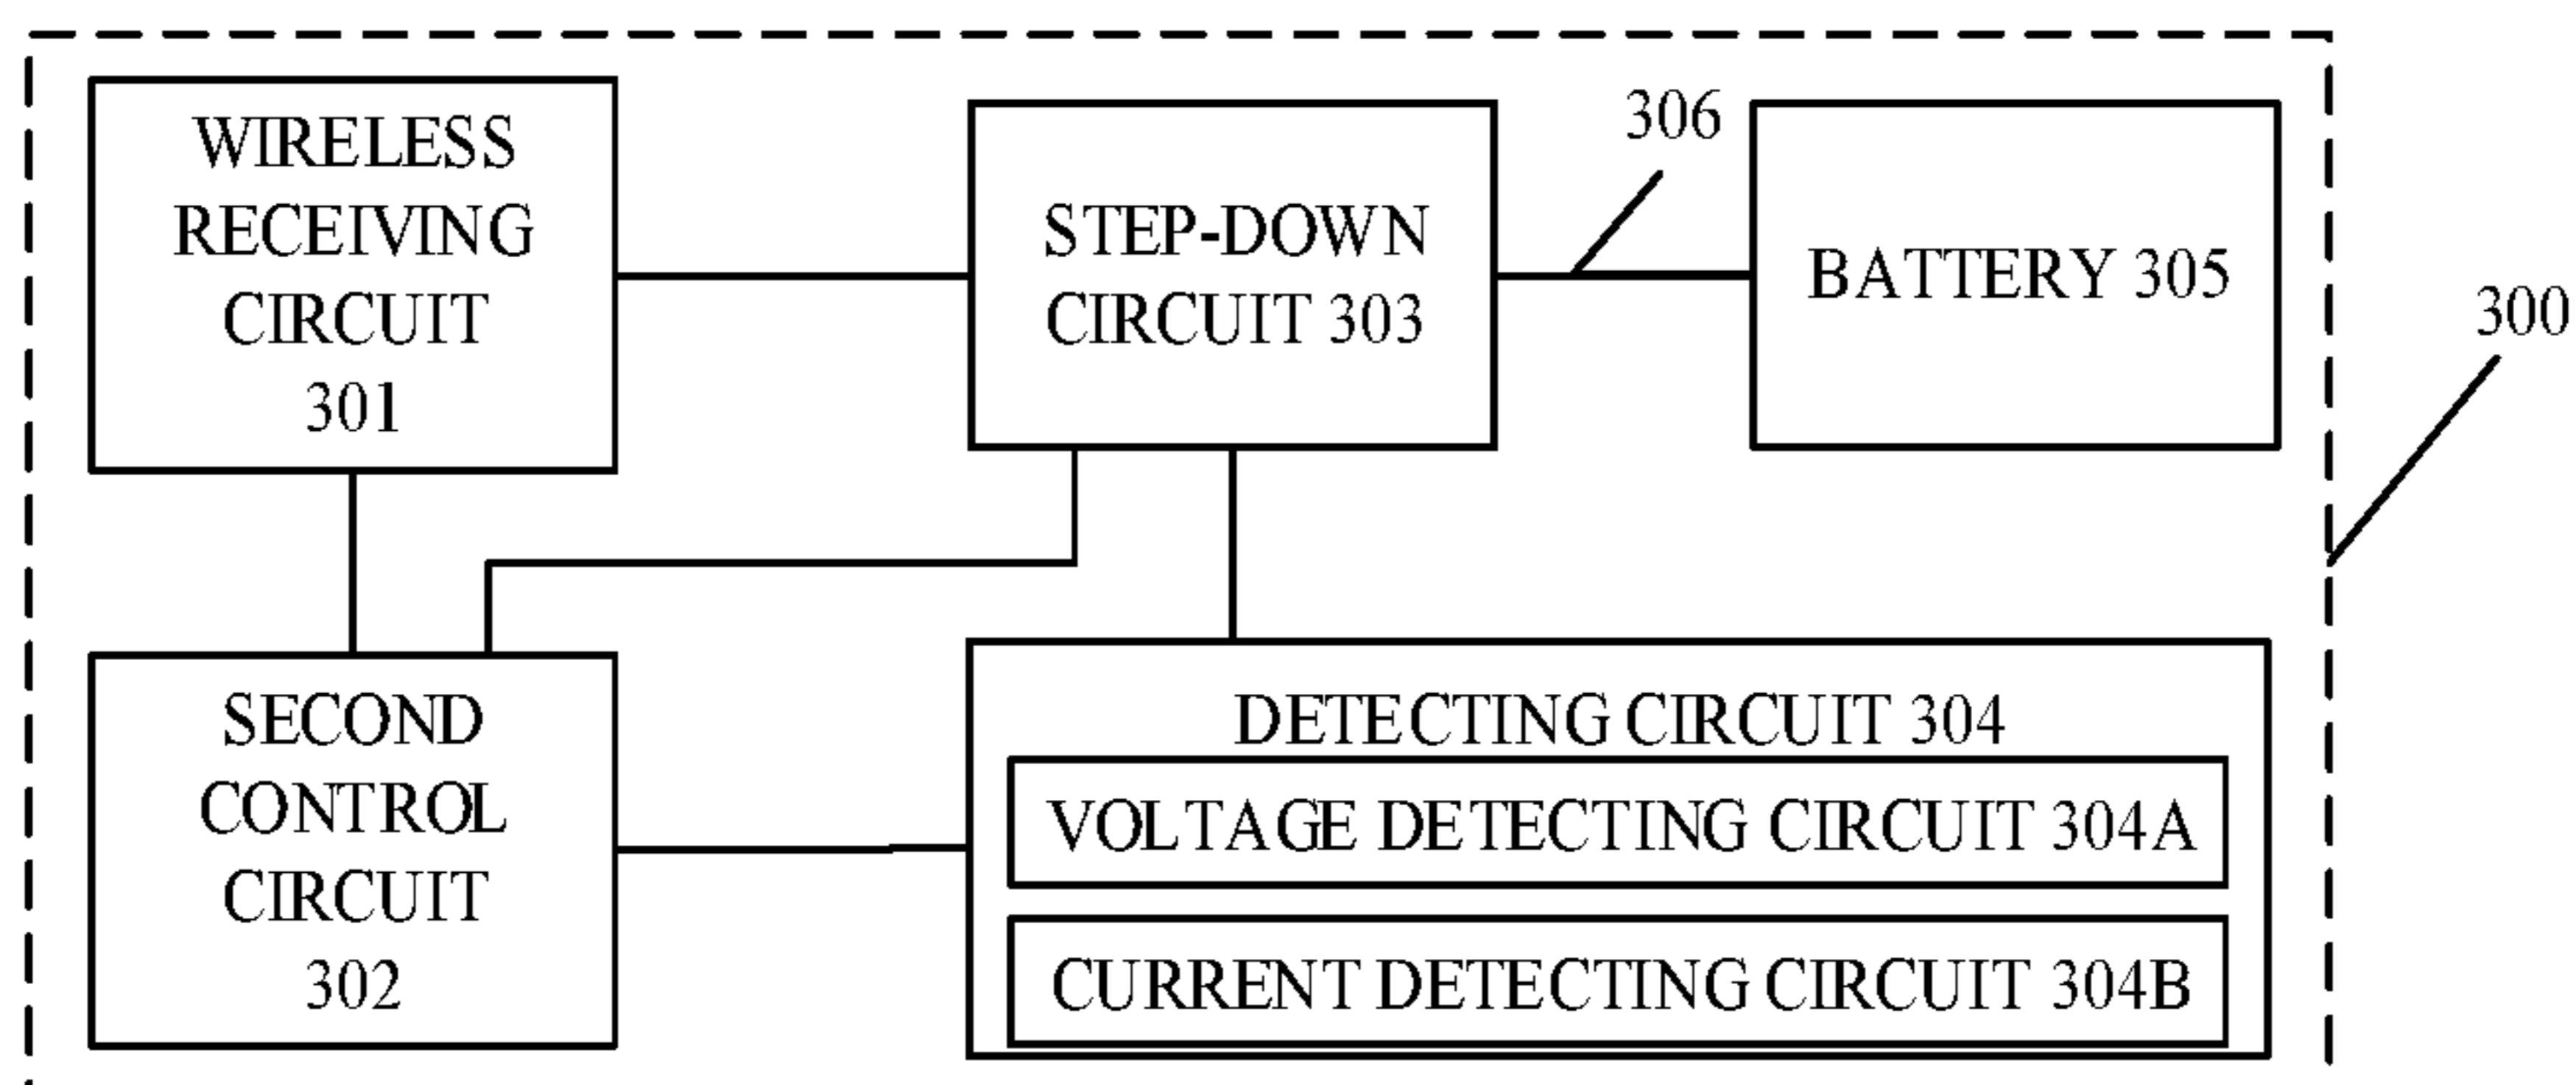 WIRELESS
RECEIVING
CIRCUIT
301
STEP-DOWN
CIRCUIT 303
306
BATTERY 305
300
SECOND
CONTROL
CIRCUIT
302
DETECTING CIRCUIT 304
VOLTAGE DETECTING CIRCUIT 304A
CURRENT DETECTING CIRCUIT 304B